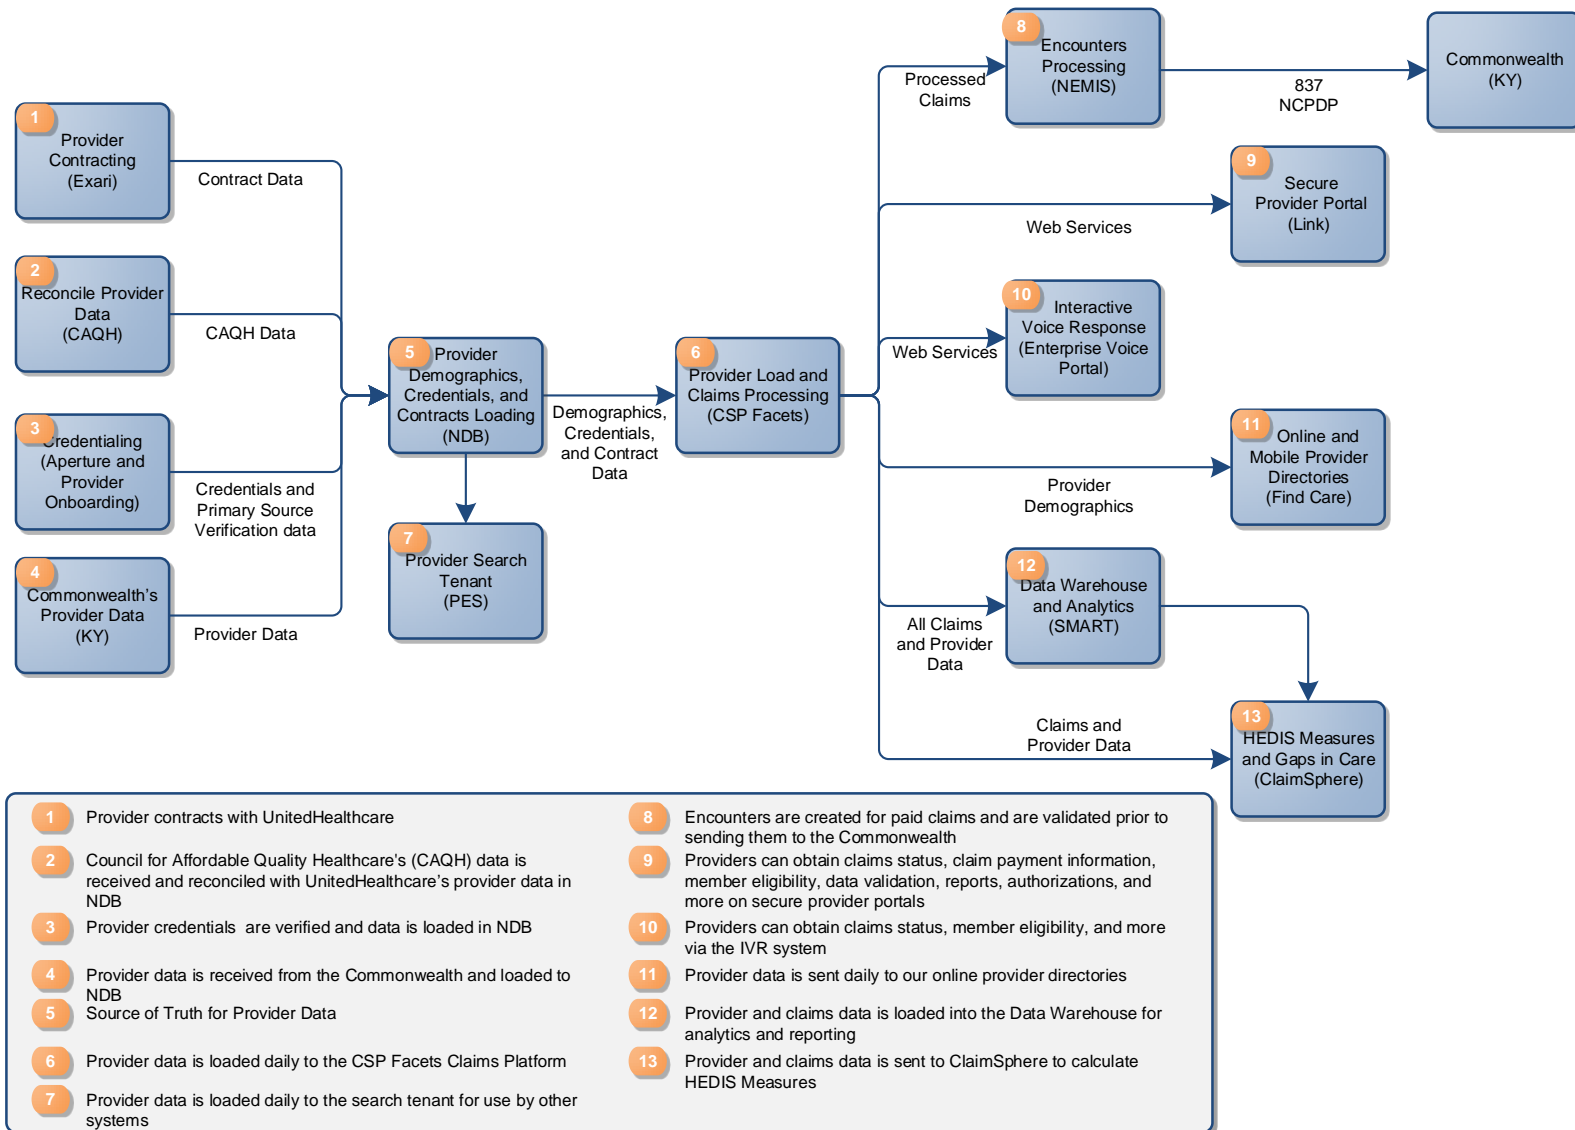 1
Provider
Contracting
(Exari)
Contract Data
2
Reconcile Provider
Data
(CAQH)
CAQH Data
3
Credentialing
(Aperture and
Provider
Onboarding)
Credentials and
Primary Source
Verification data
4
Commonwealth's
Provider Data
(KY)
Provider Data
5
Provider
Demographics,
Credentials, and
Contracts Loading
(NDB)
Demographics,
Credentials,
and Contract
Data
6
Provider Load and
Claims Processing
(CSP Facets)
7
Provider Search
Tenant
(PES)
Processed
Claims
8
Encounters
Processing
(NEMIS)
837
NCPDP
Commonwealth
(KY)
Web Services
9
Secure
Provider Portal
(Link)
Web Services
10
Interactive
Voice Response
(Enterprise Voice
Portal)
Provider
Demographics
11
Online and
Mobile Provider
Directories
(Find Care)
All Claims
and Provider
Data
12
Data Warehouse
and Analytics
(SMART)
Claims and
Provider Data
13
HEDIS Measures
and Gaps in Care
(ClaimSphere)
1 Provider contracts with UnitedHealthcare
2 Council for Affordable Quality Healthcare's (CAQH) data is
received and reconciled with UnitedHealthcare's provider data in
NDB
3 Provider credentials  are verified and data is loaded in NDB
4 Provider data is received from the Commonwealth and loaded to
NDB
5 Source of Truth for Provider Data
6 Provider data is loaded daily to the CSP Facets Claims Platform
7 Provider data is loaded daily to the search tenant for use by other
systems
8 Encounters are created for paid claims and are validated prior to
sending them to the Commonwealth
9 Providers can obtain claims status, claim payment information,
member eligibility, data validation, reports, authorizations, and
more on secure provider portals
10 Providers can obtain claims status, member eligibility, and more
via the IVR system
11 Provider data is sent daily to our online provider directories
12 Provider and claims data is loaded into the Data Warehouse for
analytics and reporting
13 Provider and claims data is sent to ClaimSphere to calculate
HEDIS Measures